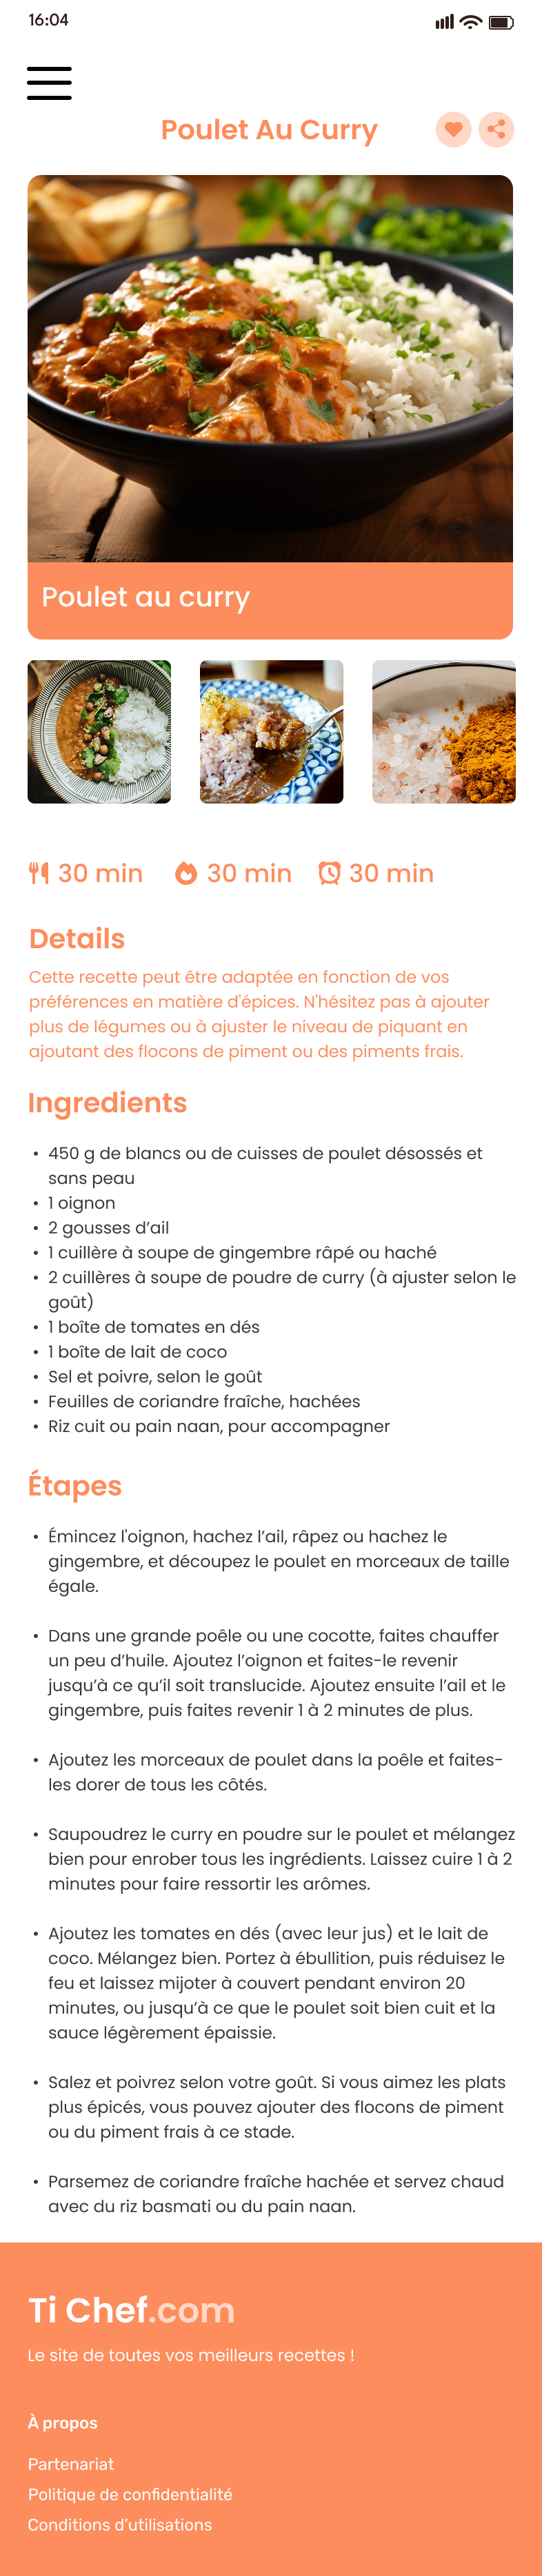 16:04
Poulet Au Curry
Poulet au curry
30 min 30 min 30 min
Details
Cette recette peut être adaptée en fonction de vos
préférences en matière d'épices. N'hésitez pas à ajouter
plus de légumes ou à ajuster le niveau de piquant en
ajoutant des flocons de piment ou des piments frais.
Ingredients
• 450 g de blancs ou de cuisses de poulet désossés et
sans peau
• 1 oignon
• 2 gousses d’ail
• 1 cuillère à soupe de gingembre râpé ou haché
• 2 cuillères à soupe de poudre de curry (à ajuster selon le
goût)
• 1 boîte de tomates en dés
• 1 boîte de lait de coco
• Sel et poivre, selon le goût
• Feuilles de coriandre fraîche, hachées
• Riz cuit ou pain naan, pour accompagner
Étapes
• Émincez l'oignon, hachez l’ail, râpez ou hachez le
gingembre, et découpez le poulet en morceaux de taille
égale.
• Dans une grande poêle ou une cocotte, faites chauffer
un peu d’huile. Ajoutez l’oignon et faites-le revenir
jusqu’à ce qu’il soit translucide. Ajoutez ensuite l’ail et le
gingembre, puis faites revenir 1 à 2 minutes de plus.
• Ajoutez les morceaux de poulet dans la poêle et faites-
les dorer de tous les côtés.
• Saupoudrez le curry en poudre sur le poulet et mélangez
bien pour enrober tous les ingrédients. Laissez cuire 1 à 2
minutes pour faire ressortir les arômes.
• Ajoutez les tomates en dés (avec leur jus) et le lait de
coco. Mélangez bien. Portez à ébullition, puis réduisez le
feu et laissez mijoter à couvert pendant environ 20
minutes, ou jusqu’à ce que le poulet soit bien cuit et la
sauce légèrement épaissie.
• Salez et poivrez selon votre goût. Si vous aimez les plats
plus épicés, vous pouvez ajouter des flocons de piment
ou du piment frais à ce stade.
• Parsemez de coriandre fraîche hachée et servez chaud
avec du riz basmati ou du pain naan.
Ti Chef.com
Le site de toutes vos meilleurs recettes !
À propos
Partenariat
Politique de confidentialité
Conditions d’utilisations